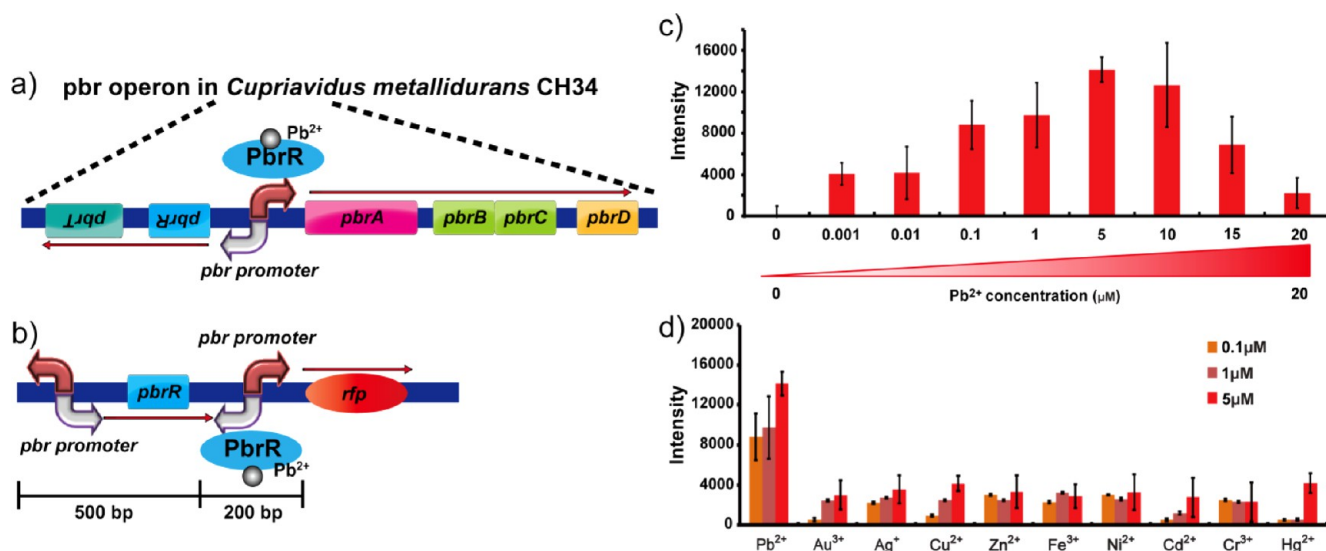 a) pbr operon in Cupriavidus metallidurans CH34
Pb2+
PbrR
pbrT pbrR pbrA pbrB pbrC pbrD
pbr promoter
b)
pbr promoter
pbrR rfp
pbr promoter
PbrR
Pb2+
500 bp 200 bp
c)
Intensity
16000
12000
8000
4000
0
0 0.001 0.01 0.1 1 5 10 15 20
0 Pb2+ concentration (μM) 20
d)
Intensity
20000
16000
12000
8000
4000
0
0.1μM
1μM
5μM
Pb2+ Au3+ Ag+ Cu2+ Zn2+ Fe3+ Ni2+ Cd2+ Cr3+ Hg2+